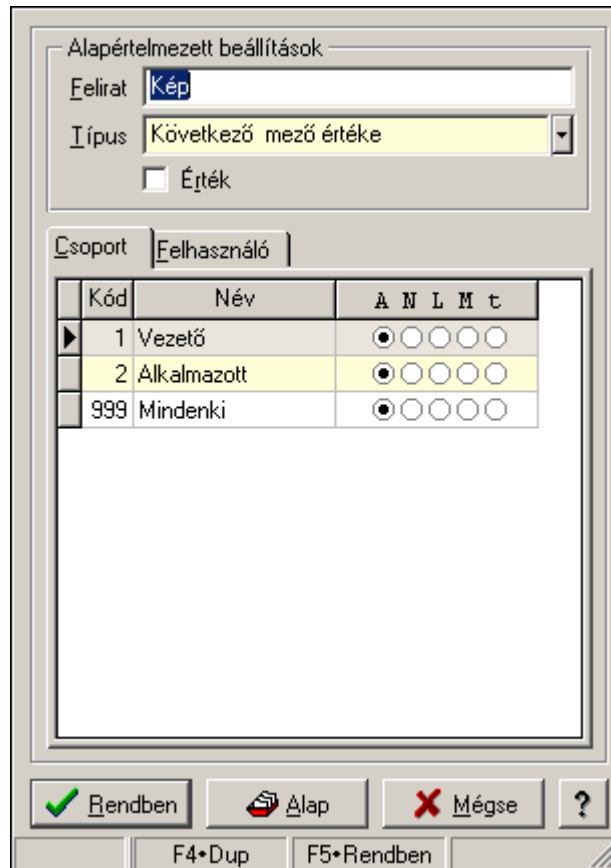 Alapértelmezett beállítások
Felirat Kép
Típus Következő mező értéke
Érték
Csoport Felhasználó
Kód Név A N L M t
1 Vezető
2 Alkalmazott
999 Mindenki
Rendben Alap Mégse ?
F4•Dup F5•Rendben